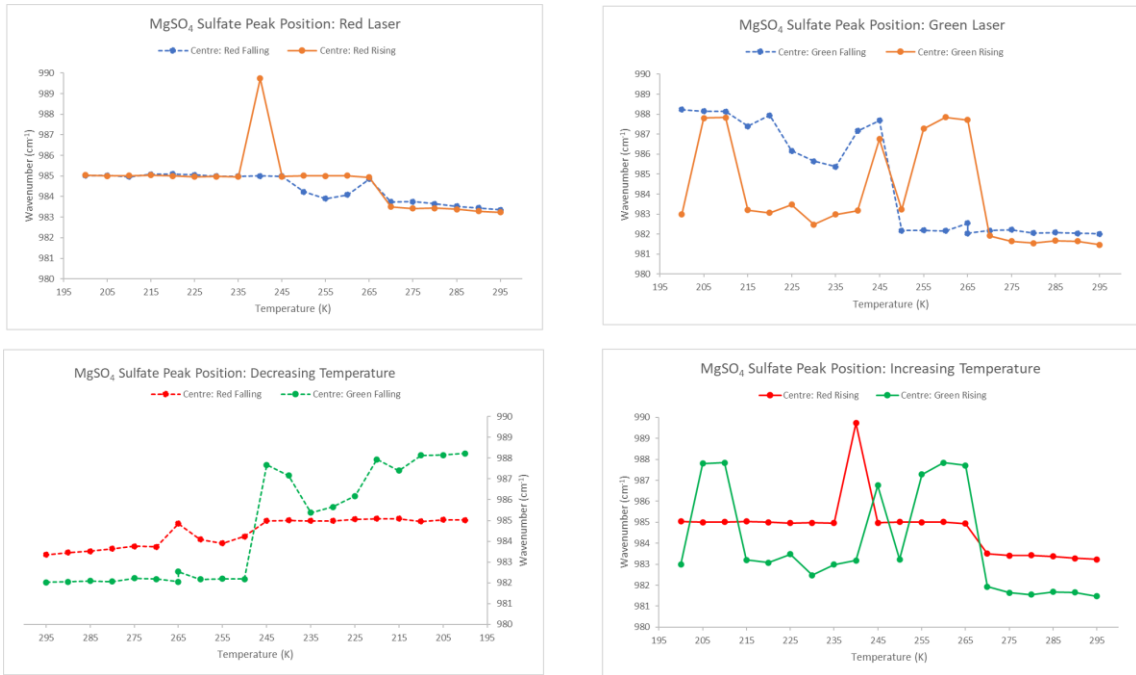 MgSO₄ Sulfate Peak Position: Red Laser
Centre: Red Falling Centre: Red Rising
990
989
988
987
986
985
984
983
982
981
980
Wavenumber (cm⁻¹)
195 205 215 225 235 245 255 265 275 285 295
Temperature (K)
MgSO₄ Sulfate Peak Position: Green Laser
Centre: Green Falling Centre: Green Rising
990
989
988
987
986
985
984
983
982
981
980
Wavenumber (cm⁻¹)
195 205 215 225 235 245 255 265 275 285 295
Temperature (K)
MgSO₄ Sulfate Peak Position: Decreasing Temperature
Centre: Red Falling Centre: Green Falling
990
989
988
987
986
985
984
983
982
981
980
Wavenumber (cm⁻¹)
295 285 275 265 255 245 235 225 215 205 195
Temperature (K)
MgSO₄ Sulfate Peak Position: Increasing Temperature
Centre: Red Rising Centre: Green Rising
990
989
988
987
986
985
984
983
982
981
980
Wavenumber (cm⁻¹)
195 205 215 225 235 245 255 265 275 285 295
Temperature (K)